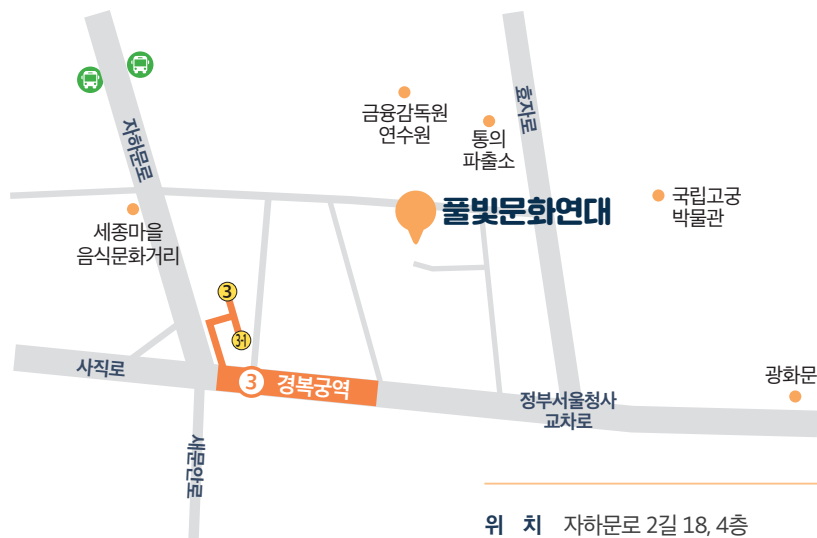 금융감독원
연수원
통의
파출소
효자로
자하문로
풀빛문화연대
국립고궁
박물관
세종마을
음식문화거리
3
3-1
사직로
3 경복궁역
광화문
정부서울청사
교차로
새문안로
위 치 자하문로 2길 18, 4층